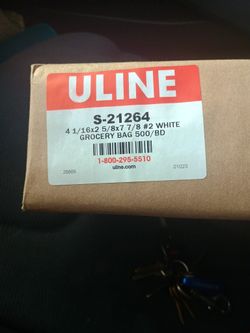 ULINE
S-21264
4 1/16x2 5/8x7 7/8 #2 WHITE
GROCERY BAG 500/BD
1-800-295-5510
uline.com